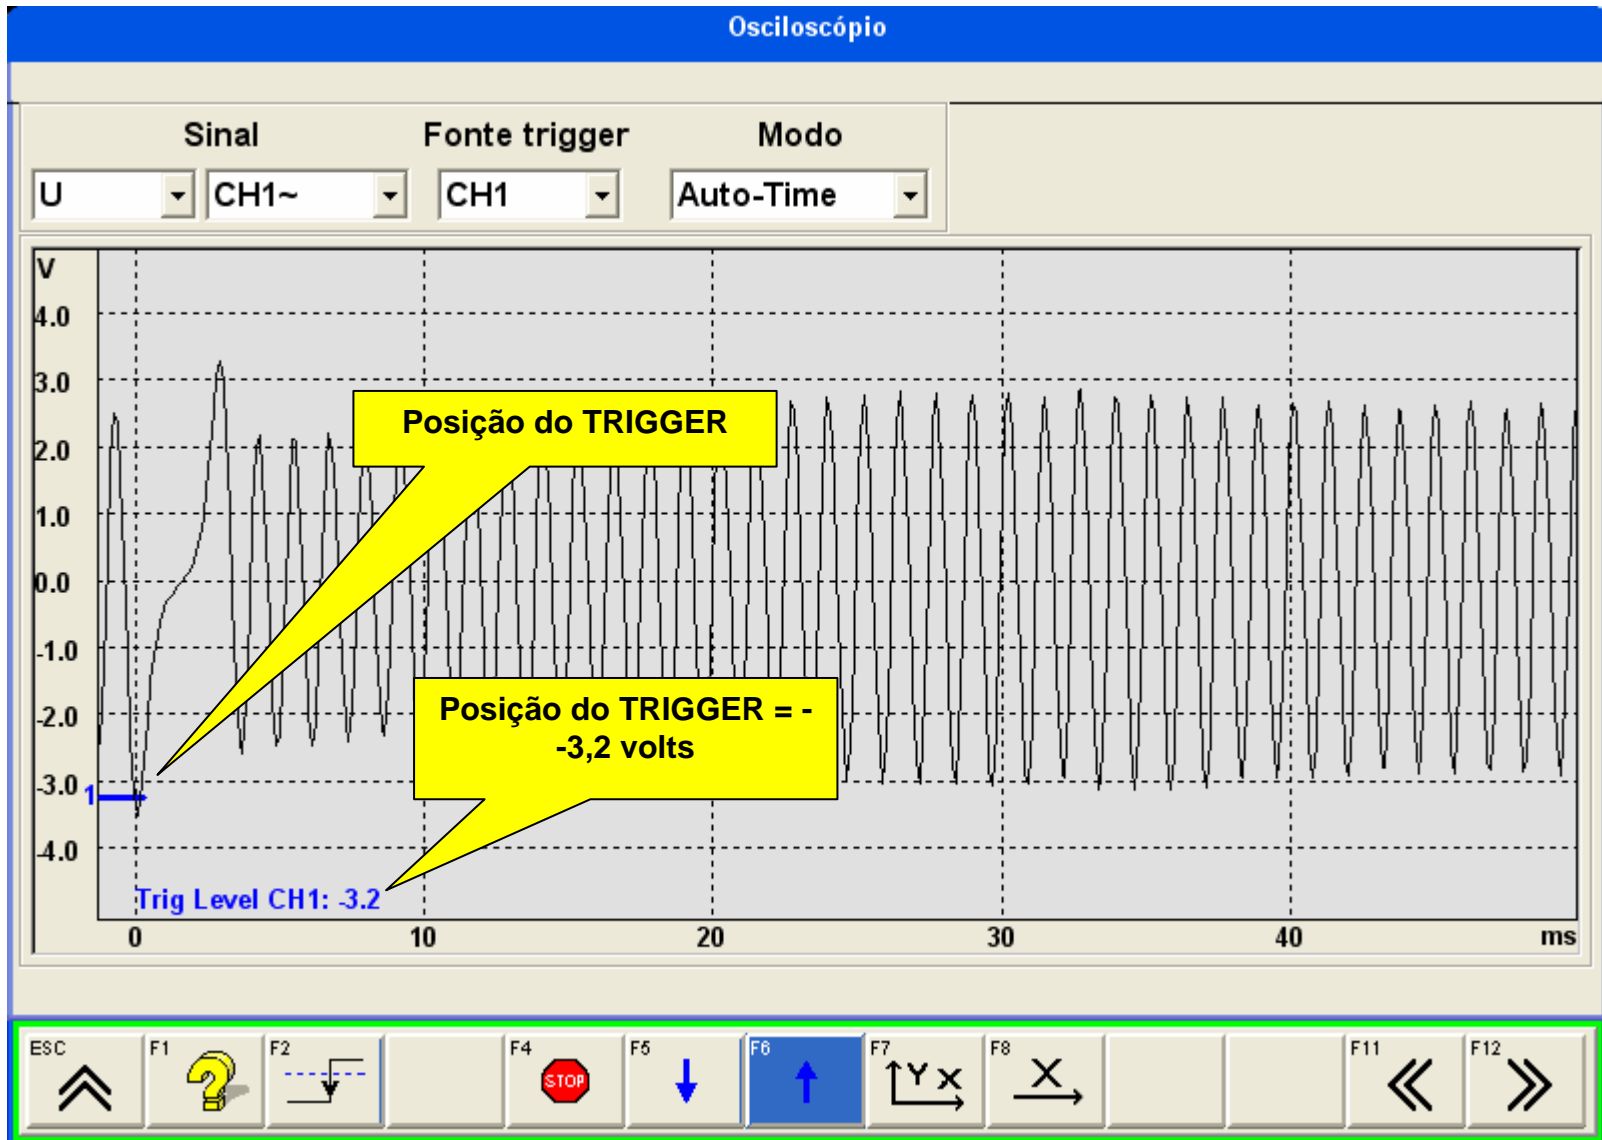 Osciloscópio
Sinal Fonte trigger Modo
U CH1~ CH1 Auto-Time
V
4.0
3.0
Posição do TRIGGER
2.0
1.0
0.0
-1.0
-2.0
Posição do TRIGGER = -
-3,2 volts
-3.0
1
-4.0
Trig Level CH1: -3.2
0 10 20 30 40 ms
ESC F1 F2 F4 F5 F6 F7 F8 F11 F12
STOP Y X X